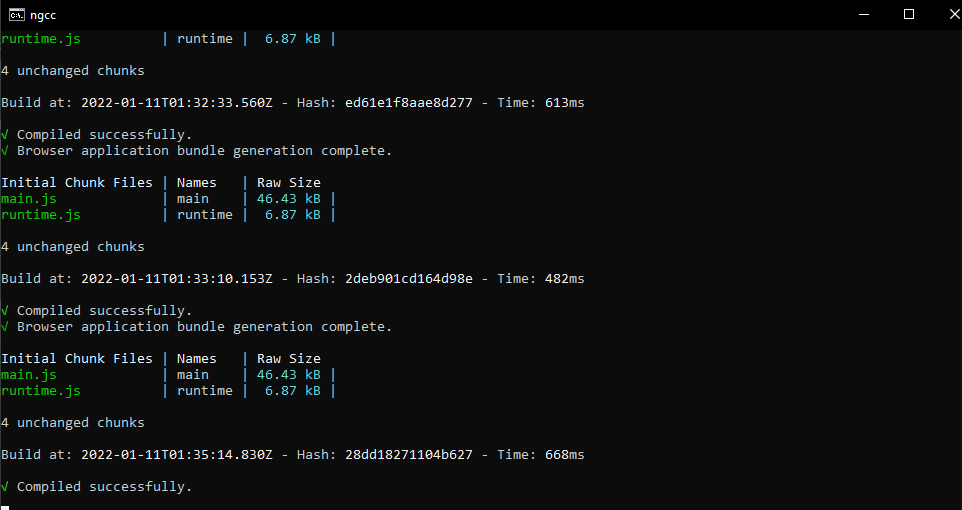 ngcc
runtime.js | runtime | 6.87 kB |
4 unchanged chunks
Build at: 2022-01-11T01:32:33.560Z - Hash: ed61e1f8aae8d277 - Time: 613ms
√ Compiled successfully.
√ Browser application bundle generation complete.
Initial Chunk Files | Names | Raw Size
main.js | main | 46.43 kB |
runtime.js | runtime | 6.87 kB |
4 unchanged chunks
Build at: 2022-01-11T01:33:10.153Z - Hash: 2deb901cd164d98e - Time: 482ms
√ Compiled successfully.
√ Browser application bundle generation complete.
Initial Chunk Files | Names | Raw Size
main.js | main | 46.43 kB |
runtime.js | runtime | 6.87 kB |
4 unchanged chunks
Build at: 2022-01-11T01:35:14.830Z - Hash: 28dd18271104b627 - Time: 668ms
√ Compiled successfully.